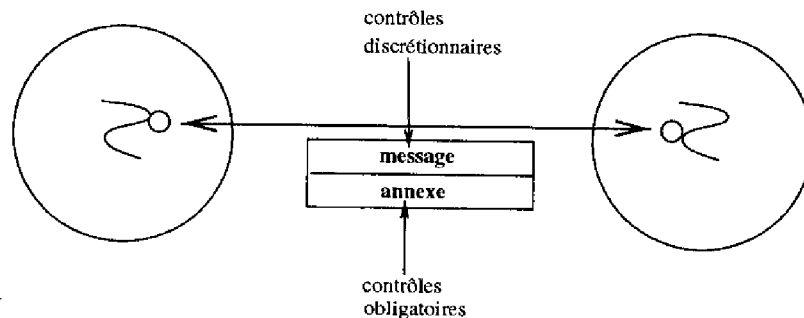 contrôles
discrétionnaires
message
annexe
contrôles
obligatoires